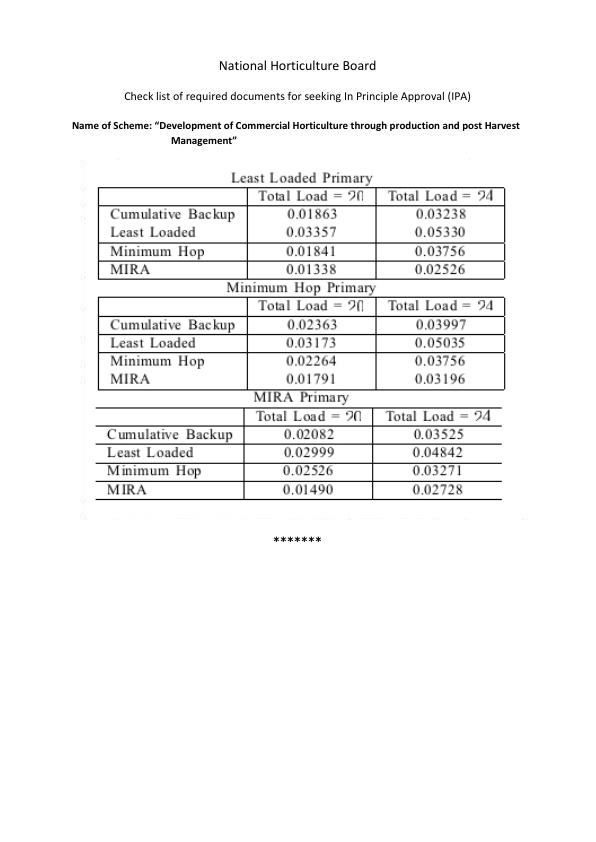 National Horticulture Board
Check list of required documents for seeking In Principle Approval (IPA)
Name of Scheme: “Development of Commercial Horticulture through production and post Harvest
Management”
Least Loaded Primary
Total Load = 20 Total Load = 24
Cumulative Backup 0.01863 0.03238
Least Loaded 0.03357 0.05330
Minimum Hop 0.01841 0.03756
MIRA 0.01338 0.02526
Minimum Hop Primary
Total Load = 20 Total Load = 24
Cumulative Backup 0.02363 0.03997
Least Loaded 0.03173 0.05035
Minimum Hop 0.02264 0.03756
MIRA 0.01791 0.03196
MIRA Primary
Total Load = 20 Total Load = 24
Cumulative Backup 0.02082 0.03525
Least Loaded 0.02999 0.04842
Minimum Hop 0.02526 0.03271
MIRA 0.01490 0.02728
*******